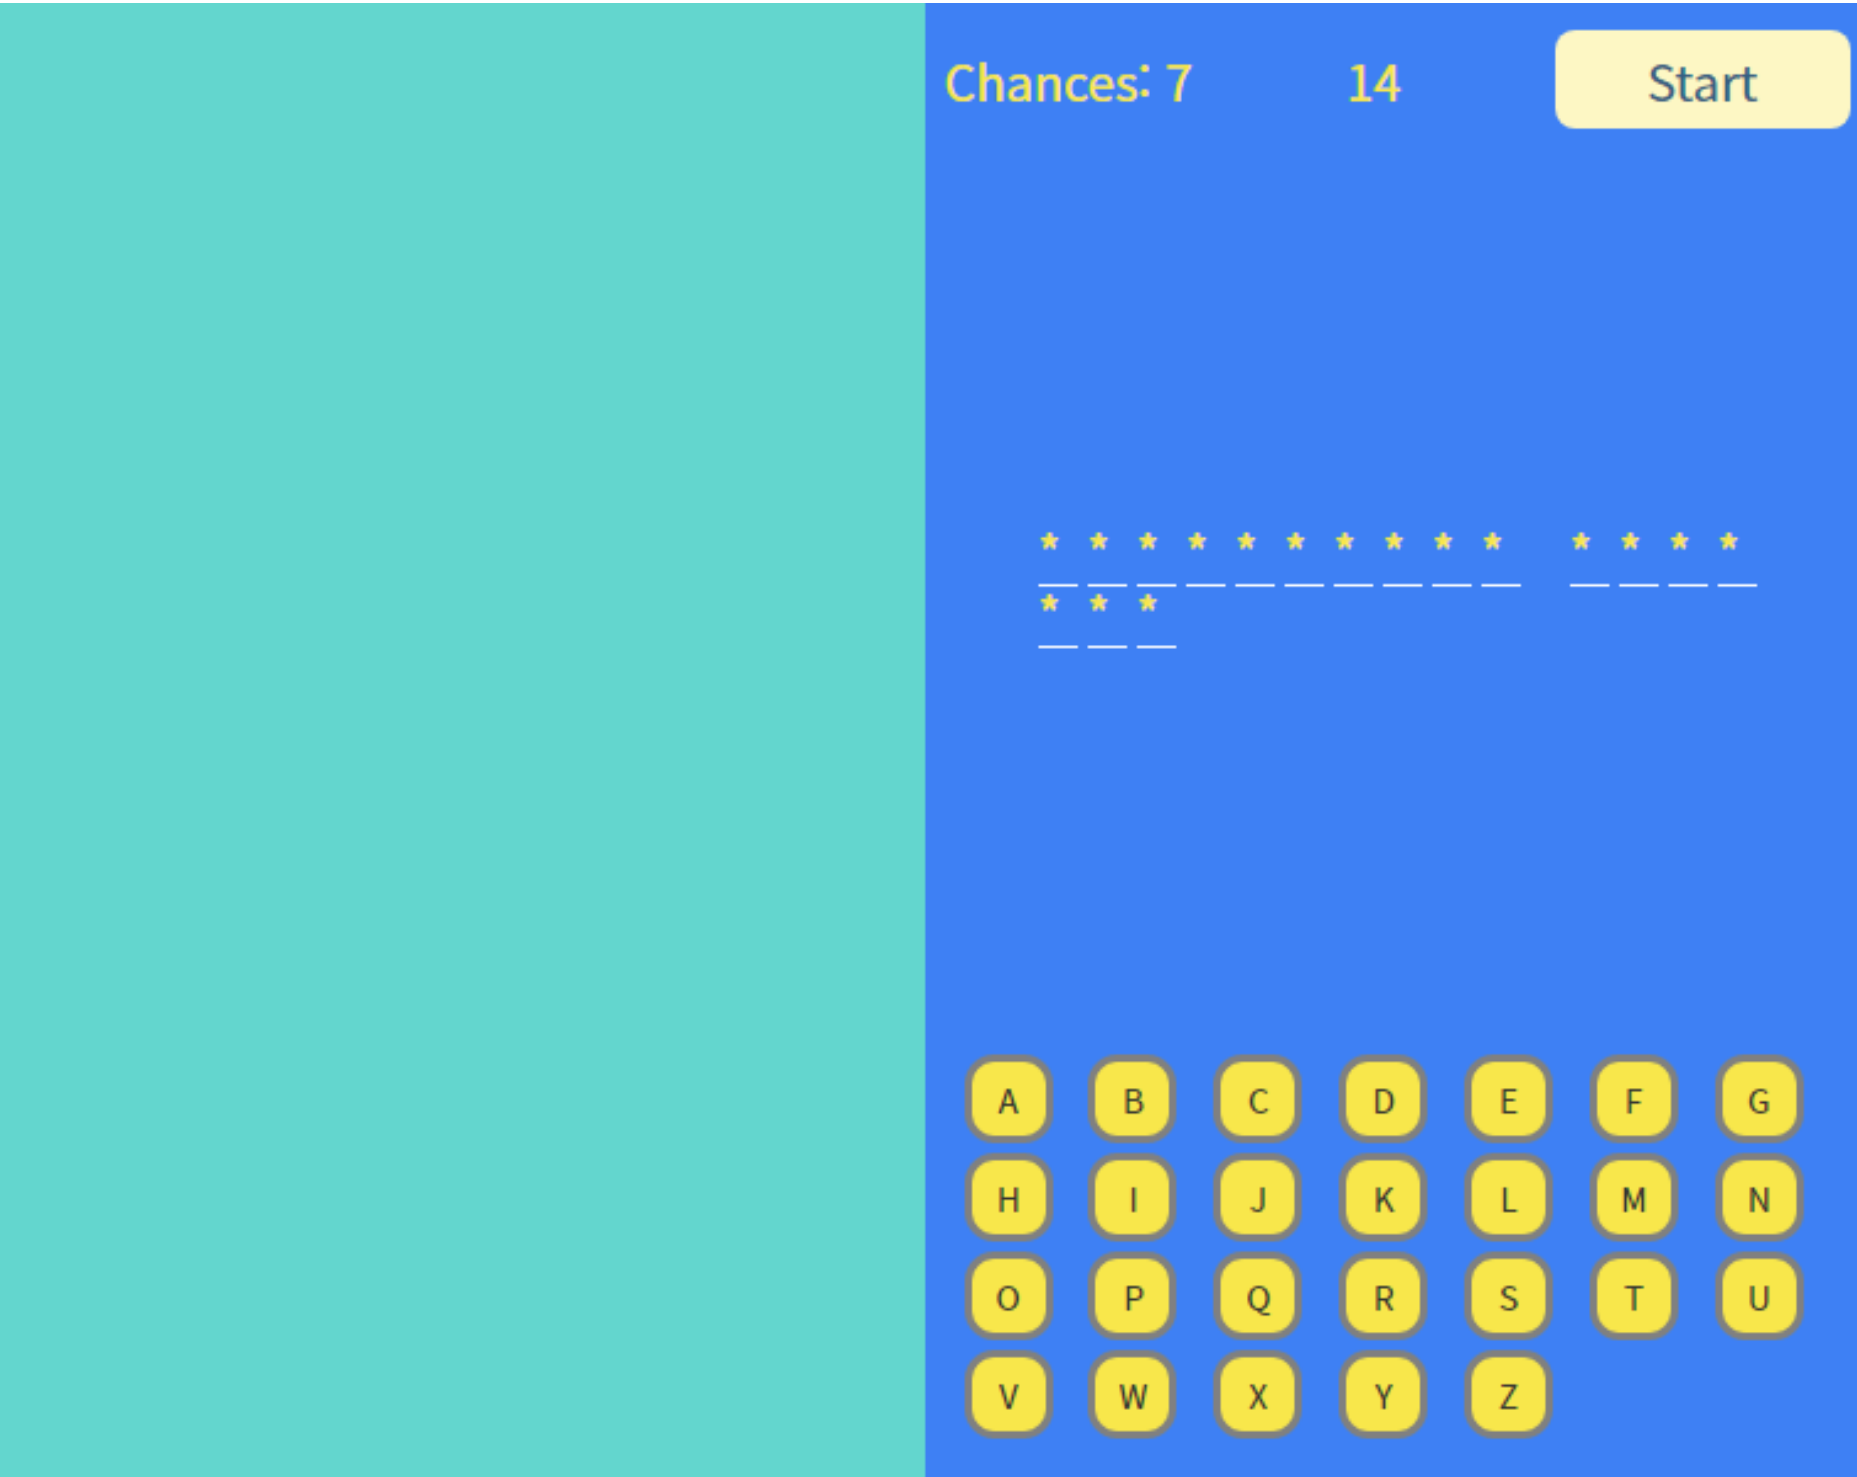 Chances: 7 14 Start
* * * * * * * * * * * * * *
* * *
A B C D E F G
H I J K L M N
O P Q R S T U
V W X Y Z